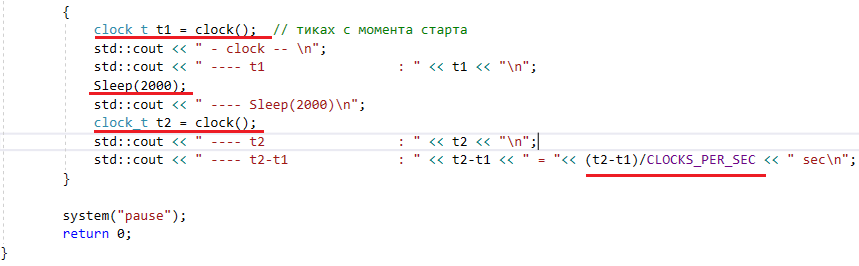 {
clock_t t1 = clock();  // тиках с момента старта
std::cout << " - clock -- \n";
std::cout << " ---- t1                 : " << t1 << "\n";
Sleep(2000);
std::cout << " ---- Sleep(2000)\n";
clock_t t2 = clock();
std::cout << " ---- t2                 : " << t2 << "\n";
std::cout << " ---- t2-t1              : " << t2-t1 << " = "<< (t2-t1)/CLOCKS_PER_SEC << " sec\n";
}
system("pause");
return 0;
}